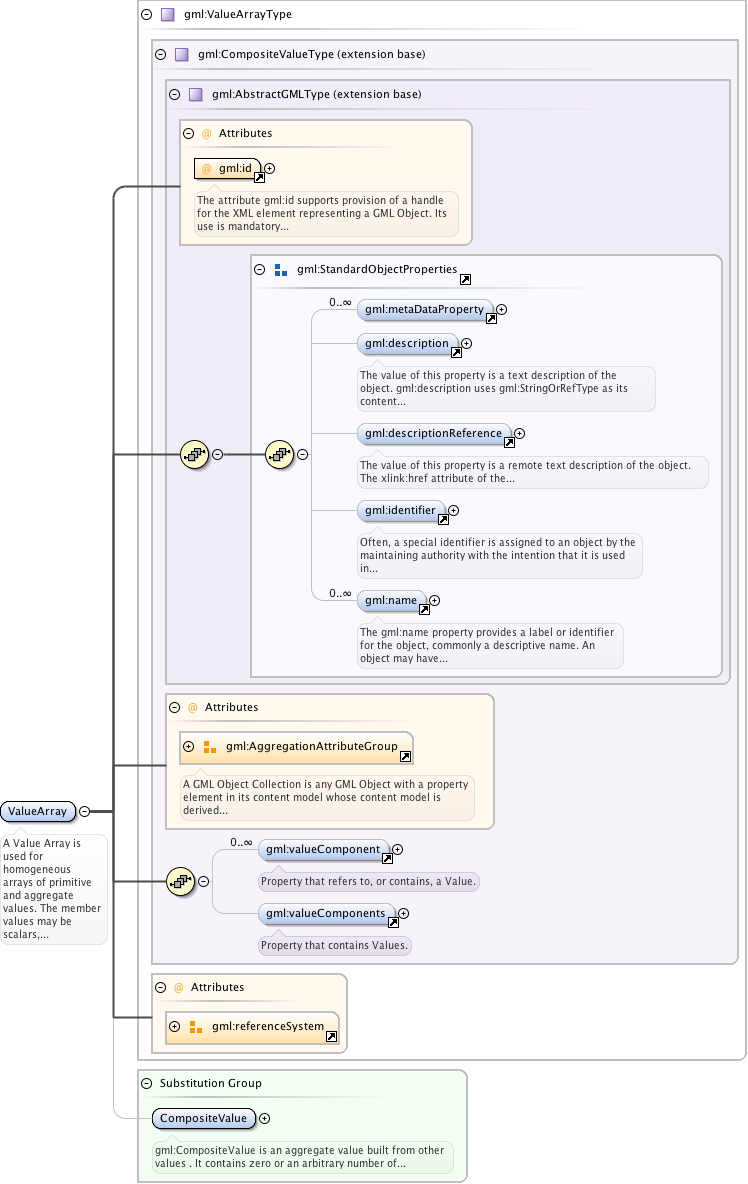 gml:ValueArrayType
gml:CompositeValueType (extension base)
gml:AbstractGMLType (extension base)
@ Attributes
@ gml:id
The attribute gml:id supports provision of a handle
for the XML element representing a GML Object. Its
use is mandatory...
gml:StandardObjectProperties
0..∞
gml:metaDataProperty
gml:description
The value of this property is a text description of the
object. gml:description uses gml:StringOrRefType as its
content...
gml:descriptionReference
The value of this property is a remote text description of the object.
The xlink:href attribute of the...
gml:identifier
Often, a special identifier is assigned to an object by the
maintaining authority with the intention that it is used
in...
0..∞
gml:name
The gml:name property provides a label or identifier
for the object, commonly a descriptive name. An
object may have...
@ Attributes
gml:AggregationAttributeGroup
A GML Object Collection is any GML Object with a property
element in its content model whose content model is
derived...
ValueArray
A Value Array is
used for
homogeneous
arrays of primitive
and aggregate
values. The member
values may be
scalars,...
0..∞
gml:valueComponent
Property that refers to, or contains, a Value.
gml:valueComponents
Property that contains Values.
@ Attributes
gml:referenceSystem
Substitution Group
CompositeValue
gml:CompositeValue is an aggregate value built from other
values . It contains zero or an arbitrary number of...